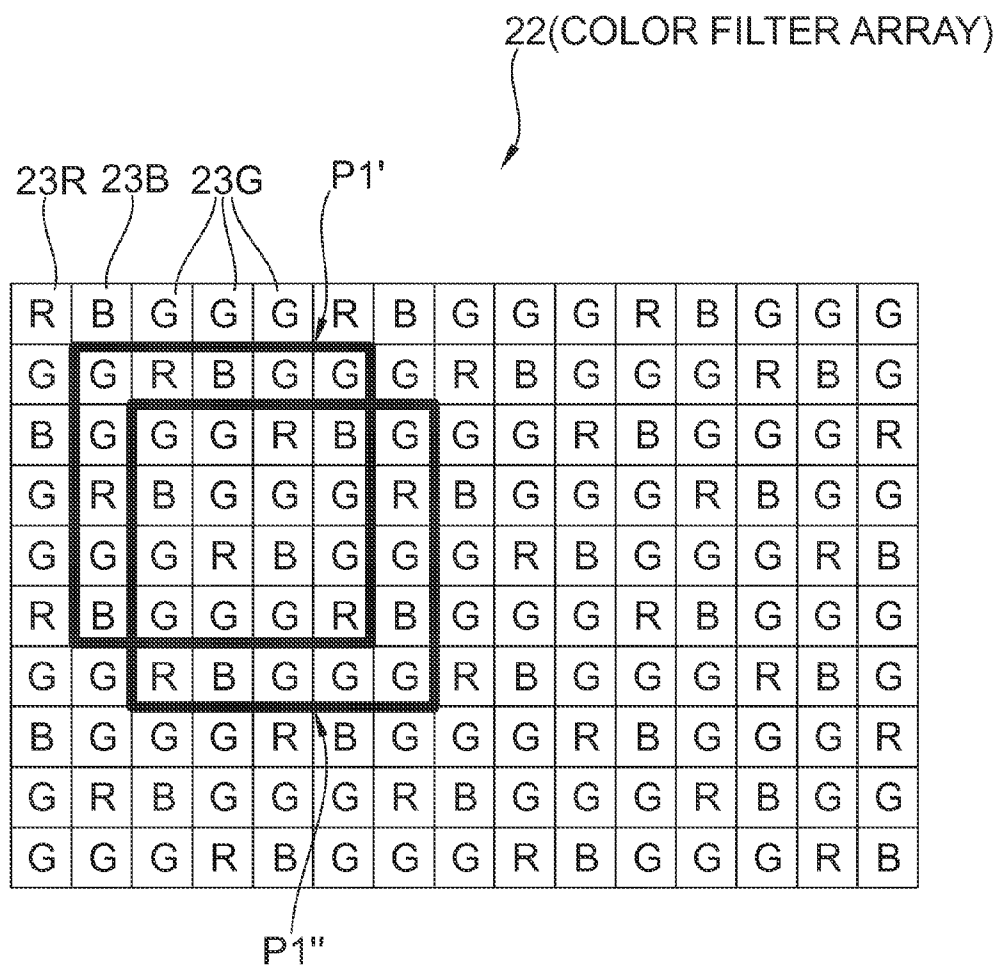 22(COLOR FILTER ARRAY)
23R 23B 23G P1'
R B G G G R B G G G R B G G G
G G R B G G G R B G G G R B G
B G G G R B G G G R B G G G R
G R B G G G R B G G G R B G G
G G G R B G G G R B G G G R B
R B G G G R B G G G R B G G G
G G R B G G G R B G G G R B G
B G G G R B G G G R B G G G R
G R B G G G R B G G G R B G G
G G G R B G G G R B G G G R B
P1"